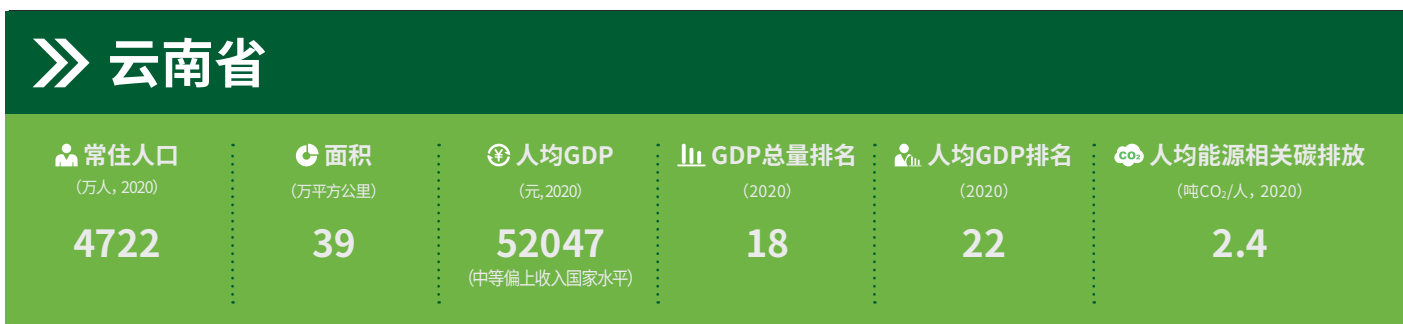 云南省
常住人口
（万人，2020）
4722
面积
（万平方公里）
39
人均GDP
（元,2020）
52047
（中等偏上收入国家水平）
GDP总量排名
（2020）
18
人均GDP排名
（2020）
22
CO₂ 人均能源相关碳排放
（吨CO₂/人，2020）
2.4